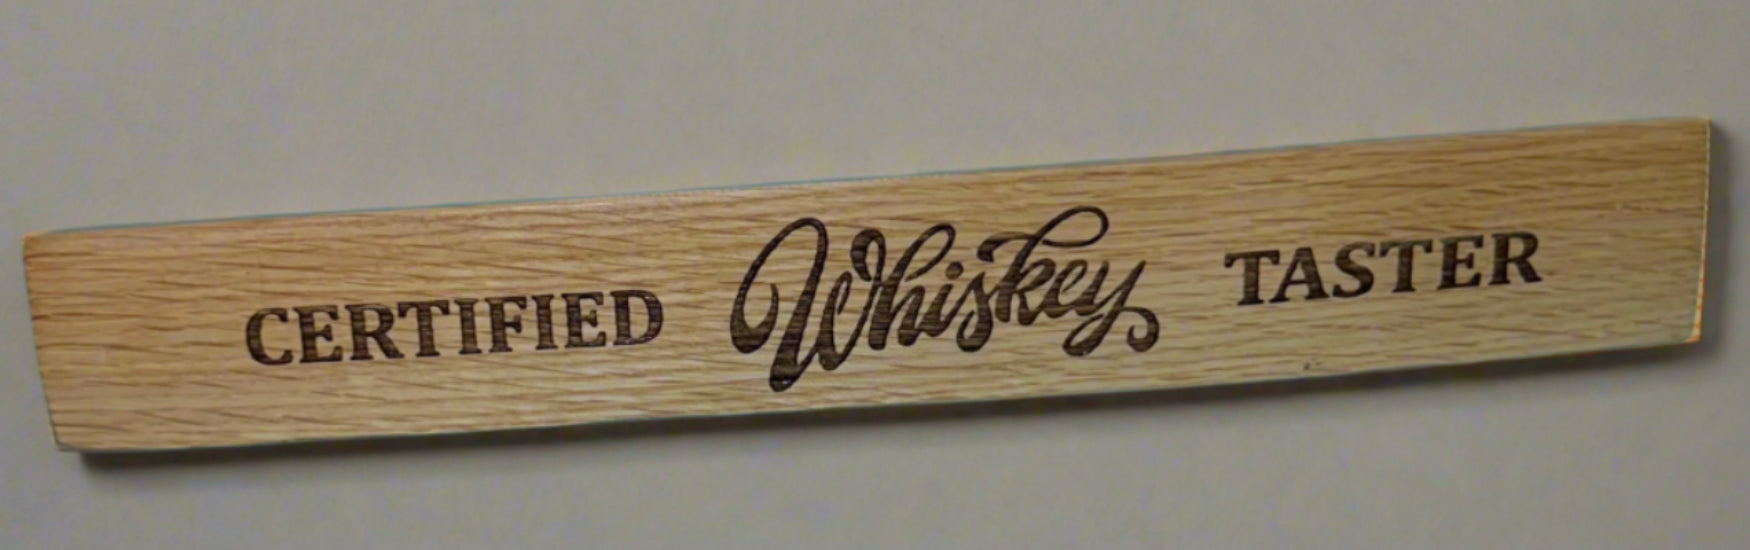 CERTIFIED Whiskey TASTER